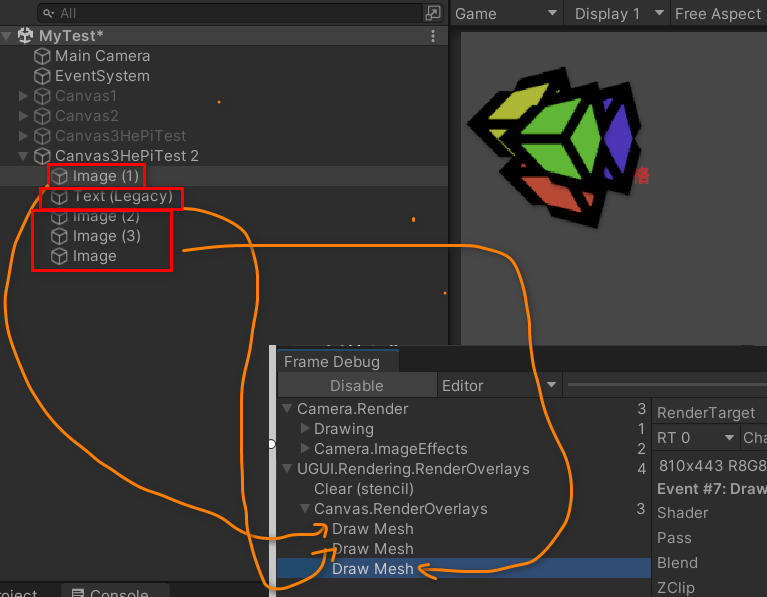 All
MyTest*
Main Camera
EventSystem
Canvas1
Canvas2
Canvas3HePiTest
Canvas3HePiTest 2
Image (1)
Text (Legacy)
Image (2)
Image (3)
Image
Game
Display 1
Free Aspect
格
Frame Debug
Disable
Editor
Camera.Render 3
Drawing 1
Camera.ImageEffects 2
UGUI.Rendering.RenderOverlays 4
Clear (stencil)
Canvas.RenderOverlays 3
Draw Mesh
Draw Mesh
Draw Mesh
RenderTarget
RT 0
Cha
810x443 R8G8
Event #7: Draw
Shader
Pass
Blend
ZClip
roject
Console